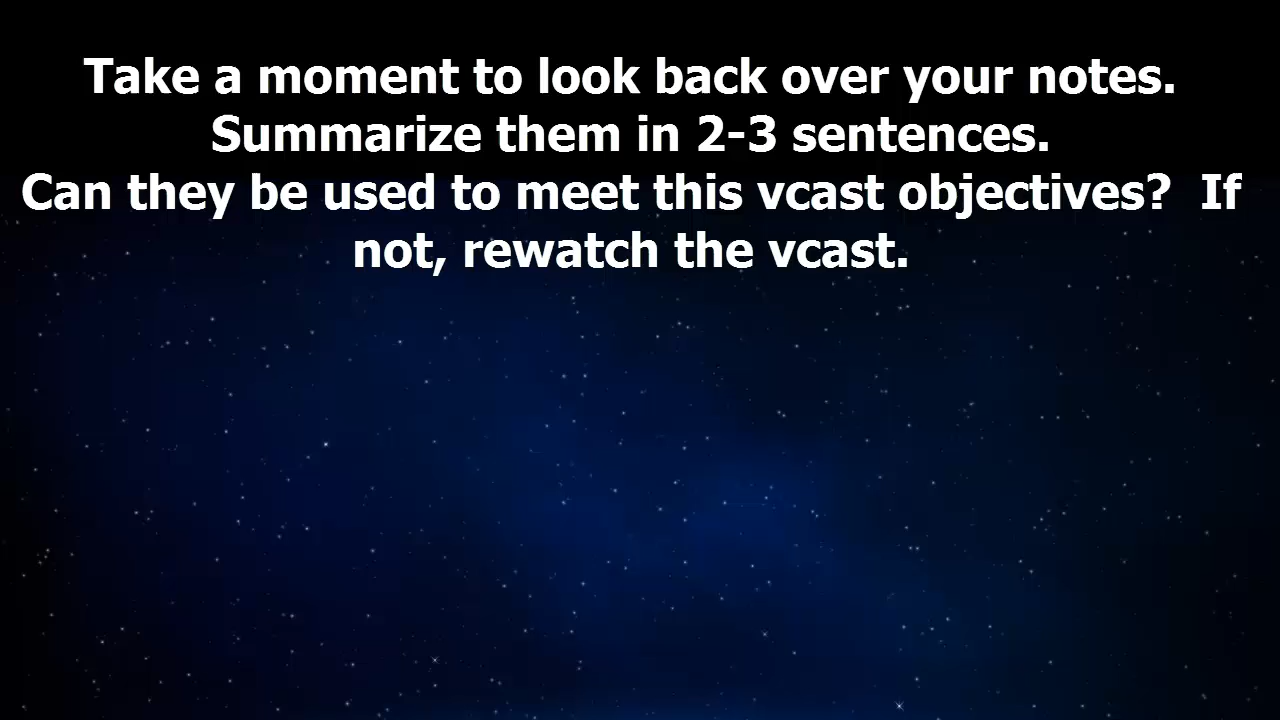 Take a moment to look back over your notes.
Summarize them in 2-3 sentences.
Can they be used to meet this vcast objectives?  If
not, rewatch the vcast.